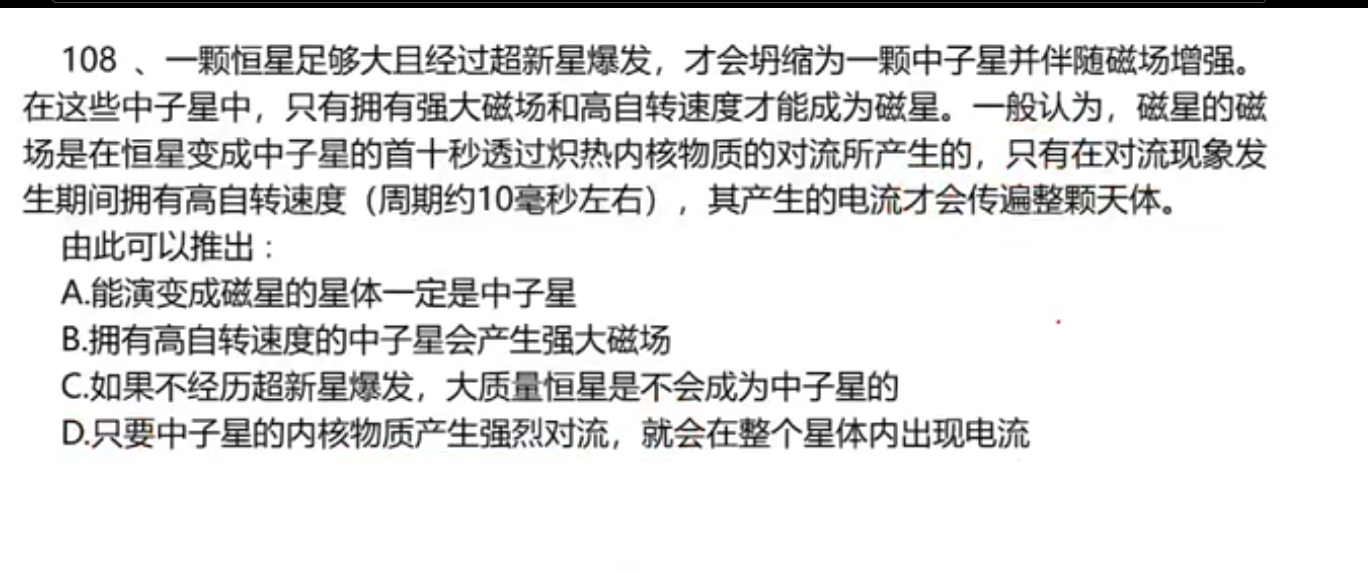 108 、一颗恒星足够大且经过超新星爆发，才会坍缩为一颗中子星并伴随磁场增强。
在这些中子星中，只有拥有强大磁场和高自转速度才能成为磁星。一般认为，磁星的磁
场是在恒星变成中子星的首十秒透过炽热内核物质的对流所产生的，只有在对流现象发
生期间拥有高自转速度（周期约10毫秒左右），其产生的电流才会传遍整颗天体。
由此可以推出：
A.能演变成磁星的星体一定是中子星
B.拥有高自转速度的中子星会产生强大磁场
C.如果不经历超新星爆发，大质量恒星是不会成为中子星的
D.只要中子星的内核物质产生强烈对流，就会在整个星体内出现电流